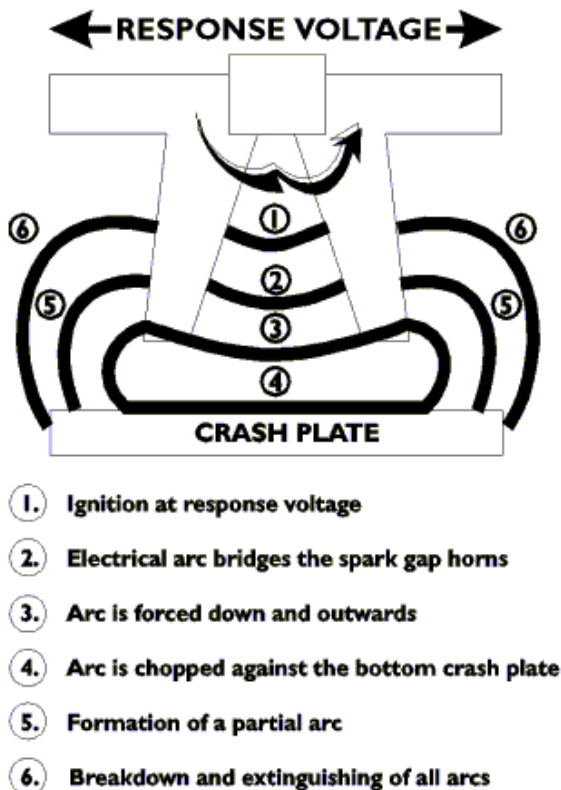 RESPONSE VOLTAGE
1
6 6
2
5 5
3
4
CRASH PLATE
1. Ignition at response voltage
2. Electrical arc bridges the spark gap horns
3. Arc is forced down and outwards
4. Arc is chopped against the bottom crash plate
5. Formation of a partial arc
6. Breakdown and extinguishing of all arcs